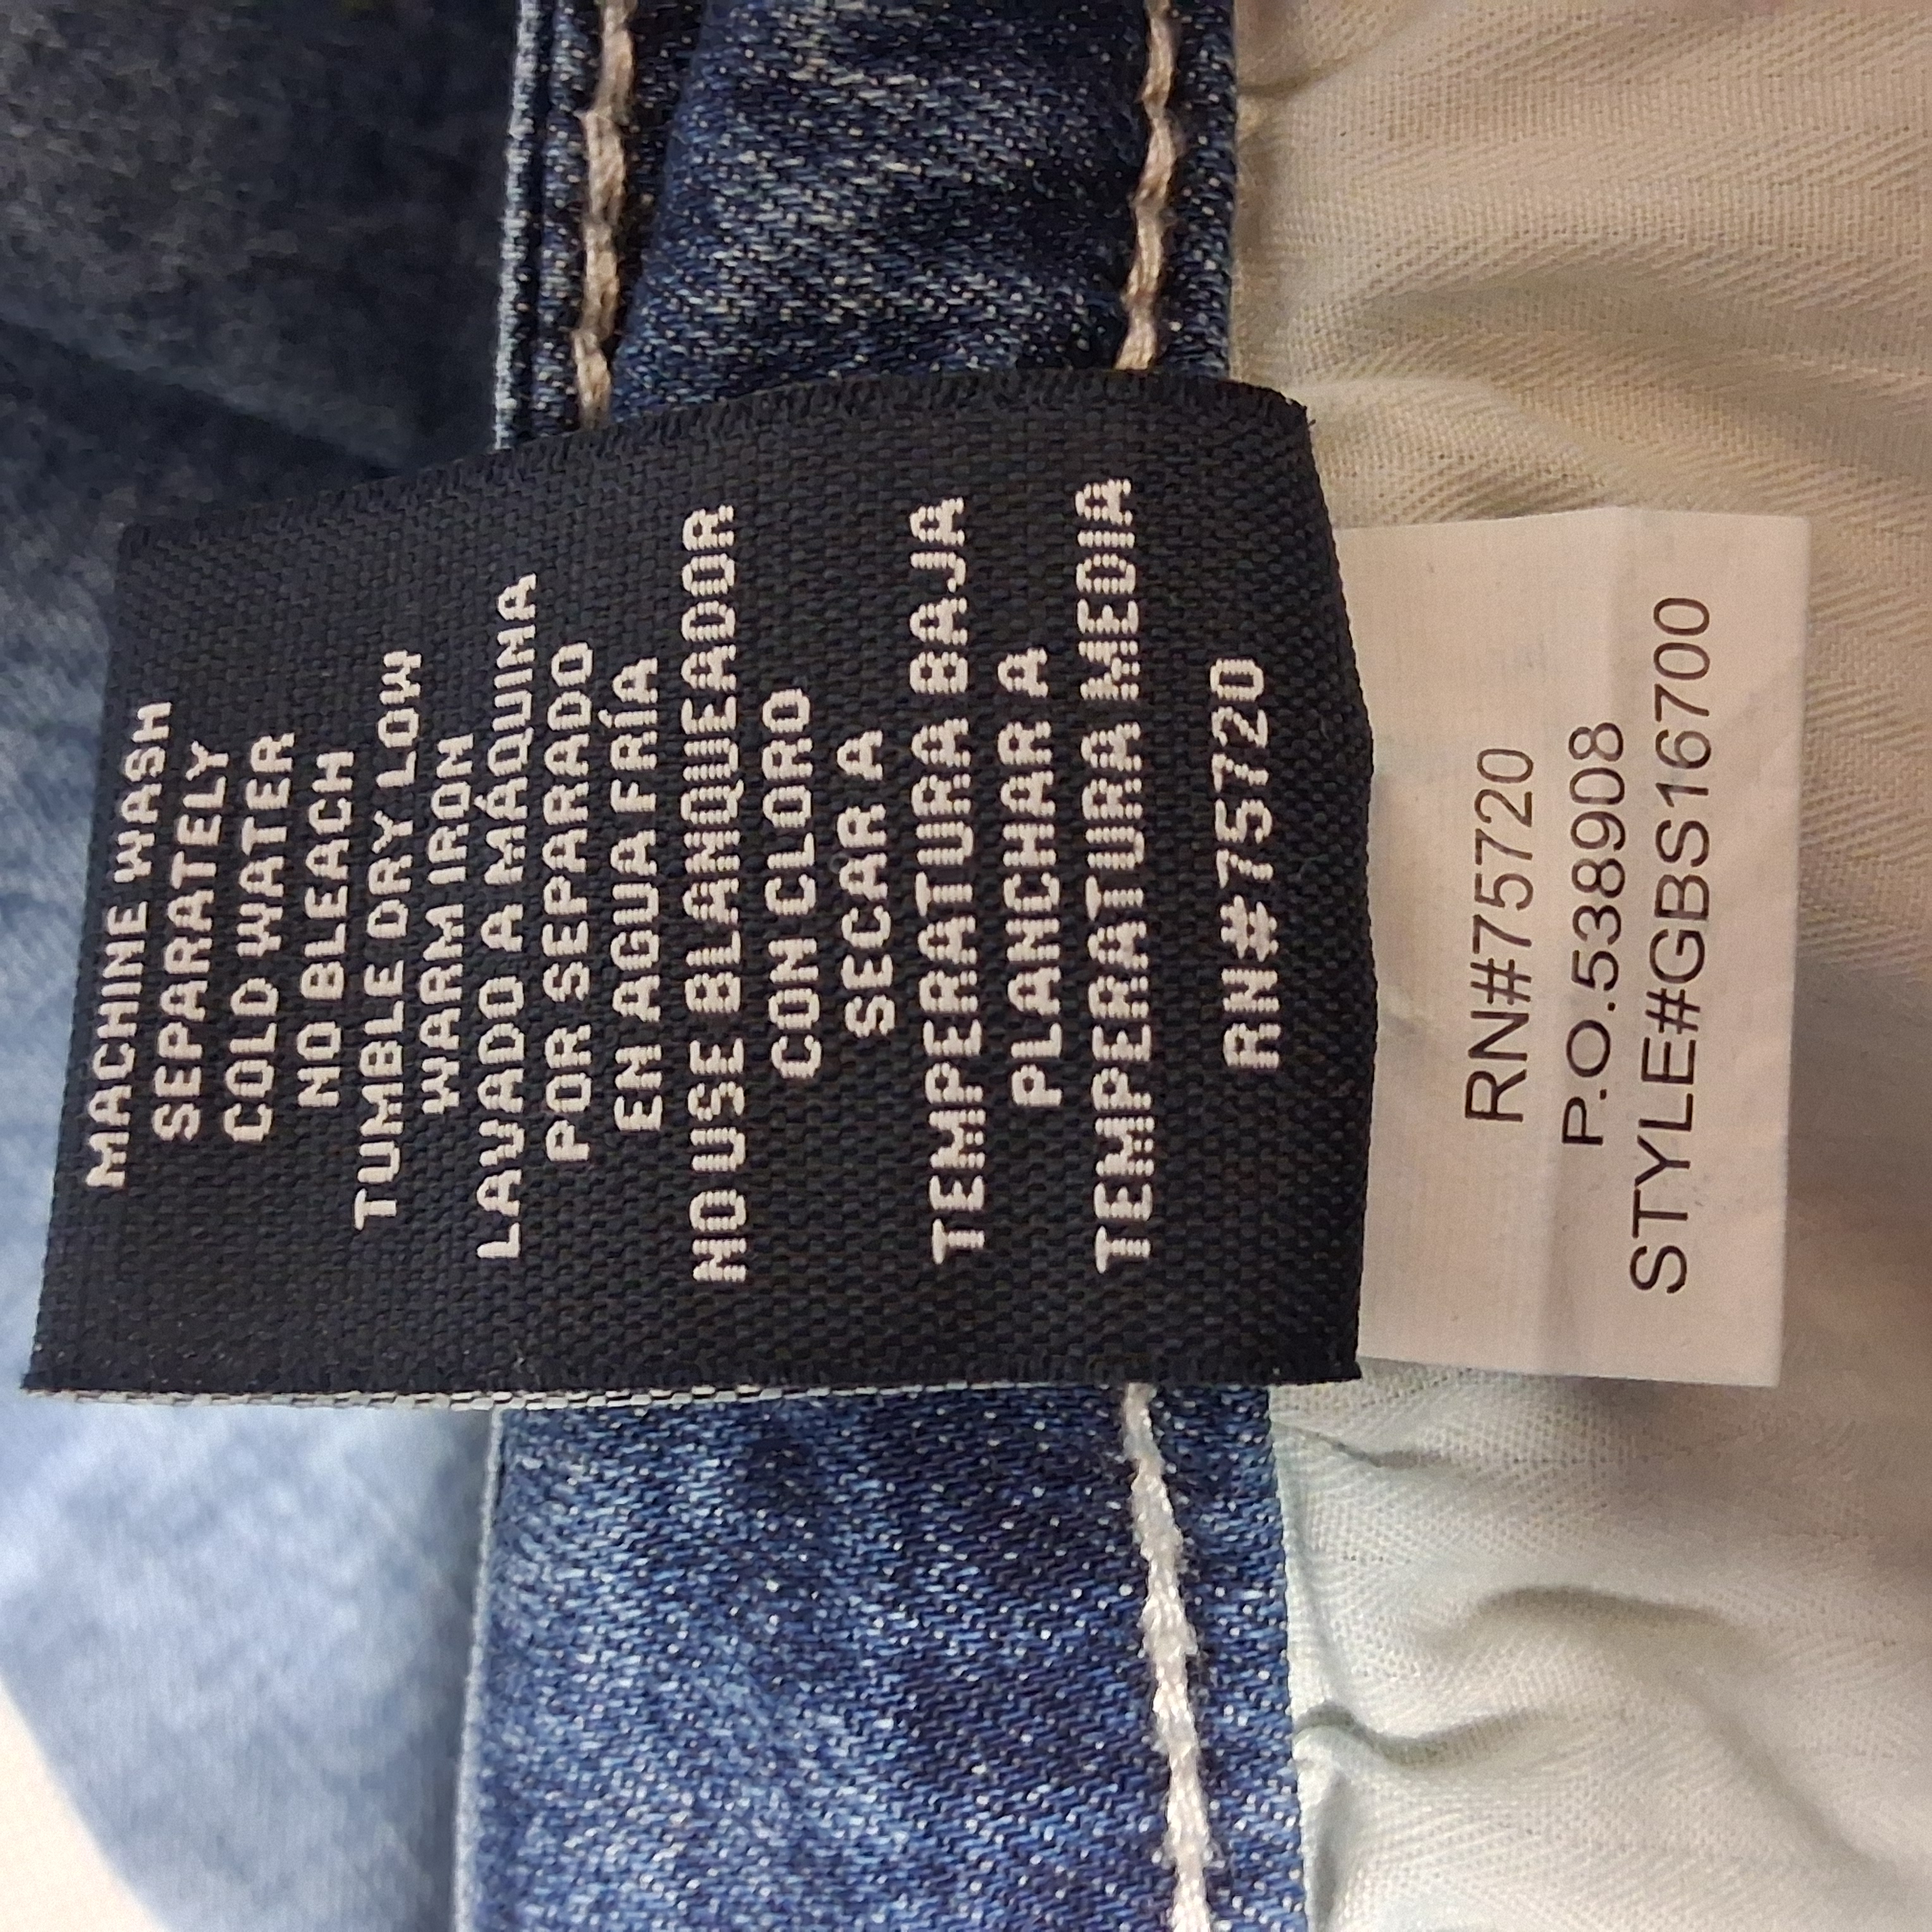 MACHINE WASH
SEPARATELY
COLD WATER
NO BLEACH
TUMBLE DRY LOW
WARM IRON
LAVADO A MÁQUINA
POR SEPARADO
EN AGUA FRÍA
NO USE BLANQUEADOR
CON CLORO
SECAR A
TEMPERATURA BAJA
PLANCHAR A
TEMPERATURA MEDIA
RN#75720
RN#75720
P.O.538908
STYLE#GBS16700